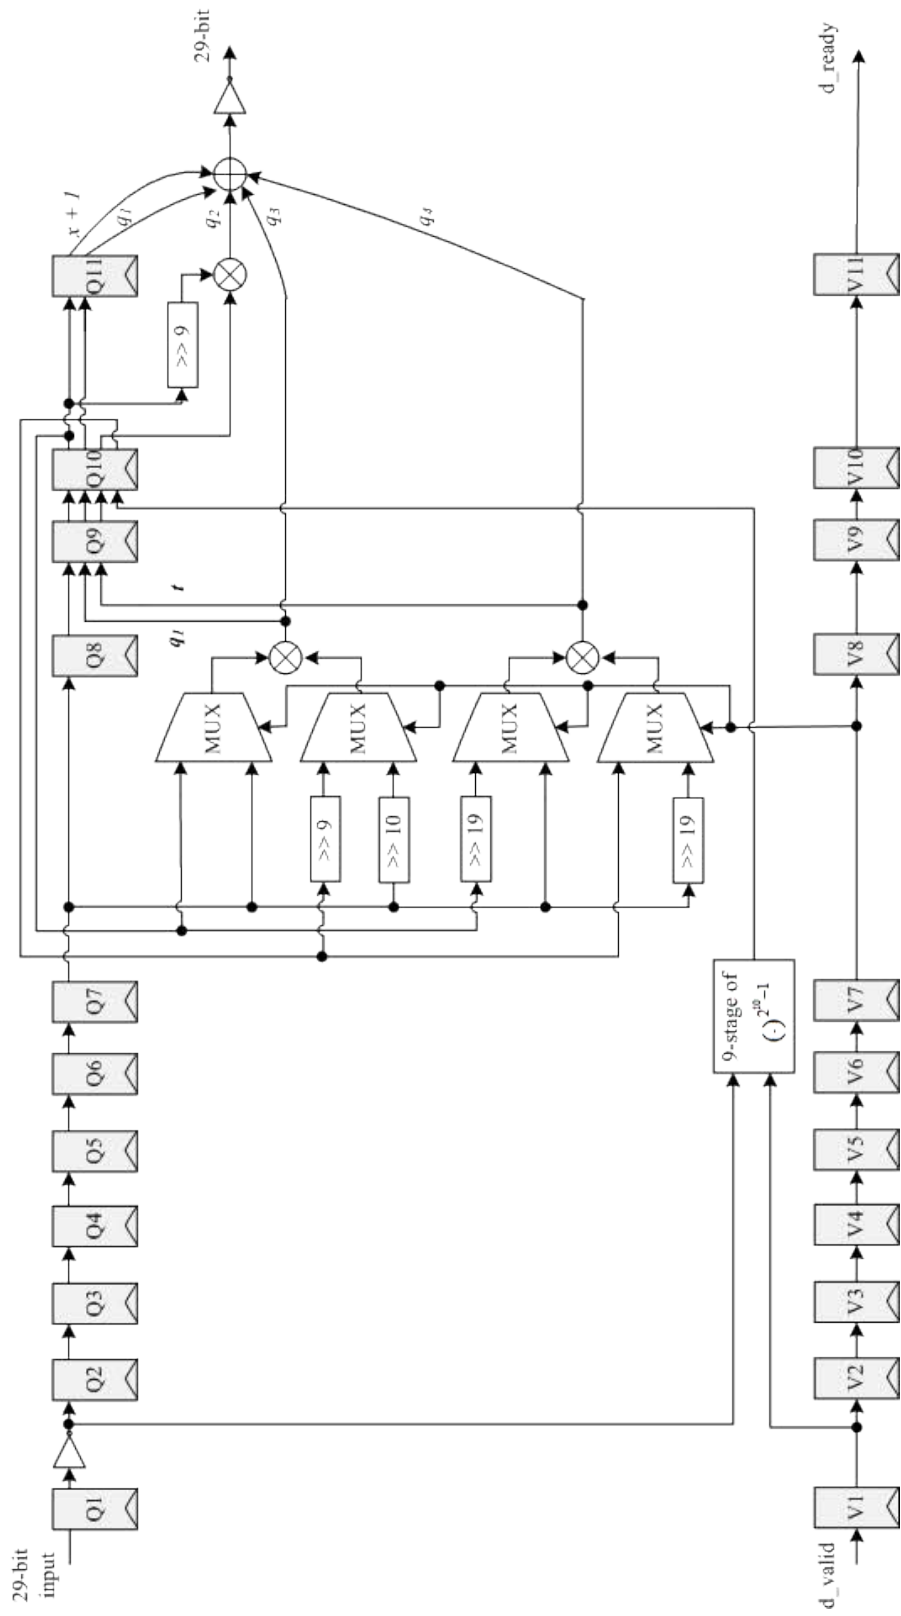 29-bit
input
Q1
Q2
Q3
Q4
Q5
Q6
Q7
Q8
Q9
Q10
Q11
x + 1
q1
q2
q3
q4
29-bit
>> 9
q1
t
MUX
MUX
MUX
MUX
>> 9
>> 10
>> 19
>> 19
9-stage of
(·)^{2^{10}-1}
d_valid
V1
V2
V3
V4
V5
V6
V7
V8
V9
V10
V11
d_ready